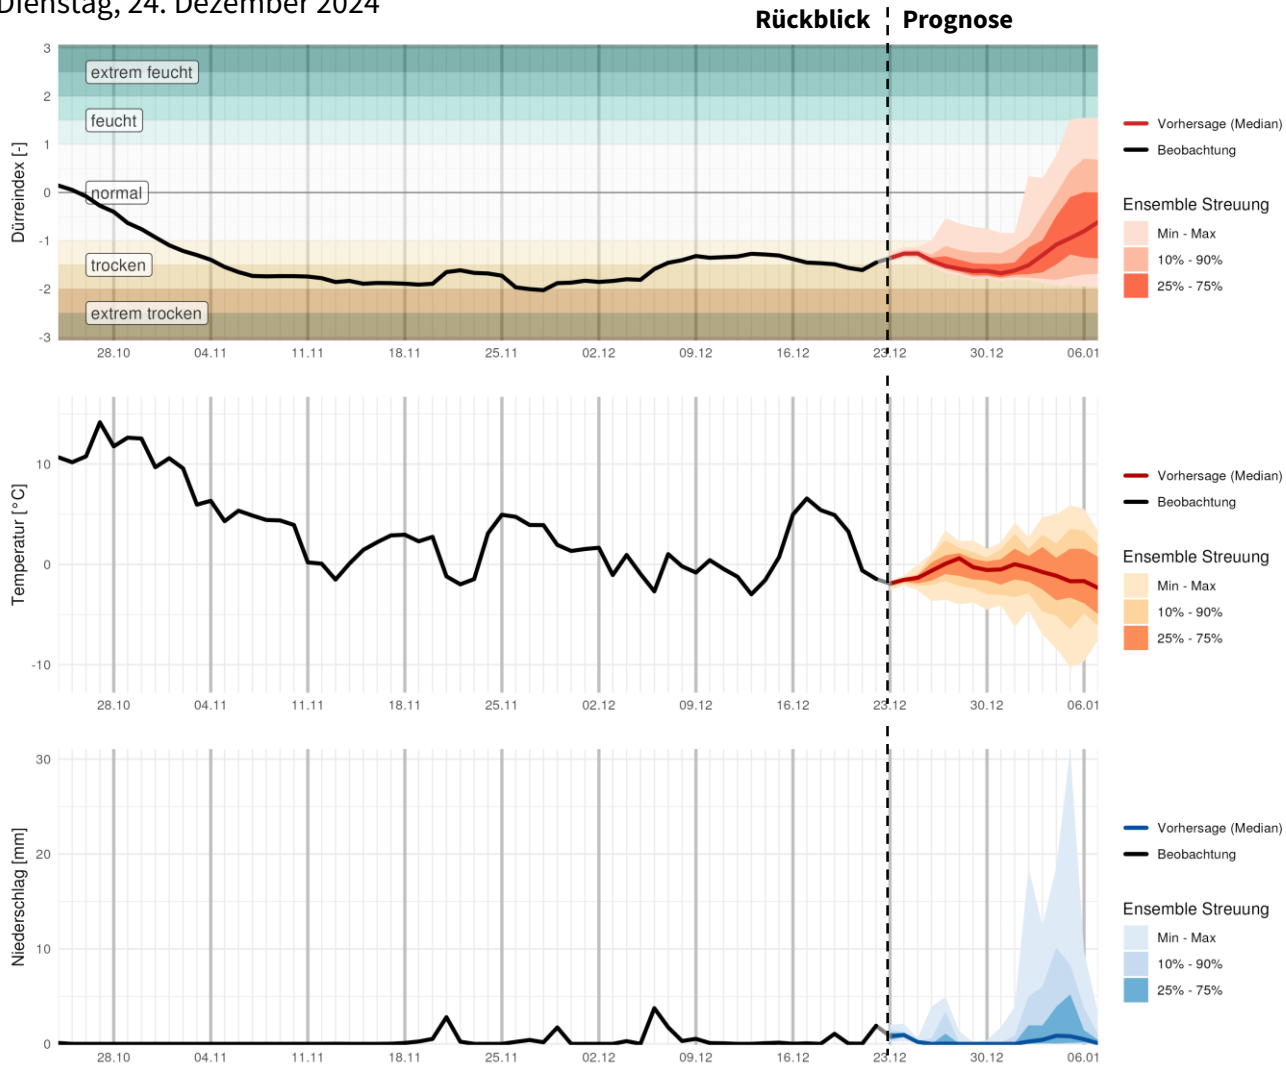 Dienstag, 24. Dezember 2024
Rückblick Prognose
Dürreindex [-]
3
2
1
0
-1
-2
-3
extrem feucht
feucht
normal
trocken
extrem trocken
28.10 04.11 11.11 18.11 25.11 02.12 09.12 16.12 23.12 30.12 06.01
Vorhersage (Median)
Beobachtung
Ensemble Streuung
Min - Max
10% - 90%
25% - 75%
Temperatur [°C]
10
0
-10
28.10 04.11 11.11 18.11 25.11 02.12 09.12 16.12 23.12 30.12 06.01
Vorhersage (Median)
Beobachtung
Ensemble Streuung
Min - Max
10% - 90%
25% - 75%
Niederschlag [mm]
30
20
10
0
28.10 04.11 11.11 18.11 25.11 02.12 09.12 16.12 23.12 30.12 06.01
Vorhersage (Median)
Beobachtung
Ensemble Streuung
Min - Max
10% - 90%
25% - 75%